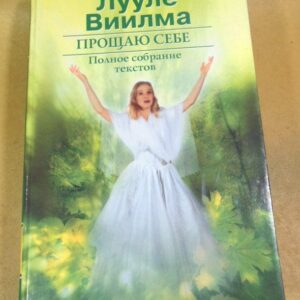 Лууле
Виилма
ПРОЩАЮ СЕБЕ
Полное собрание
текстов